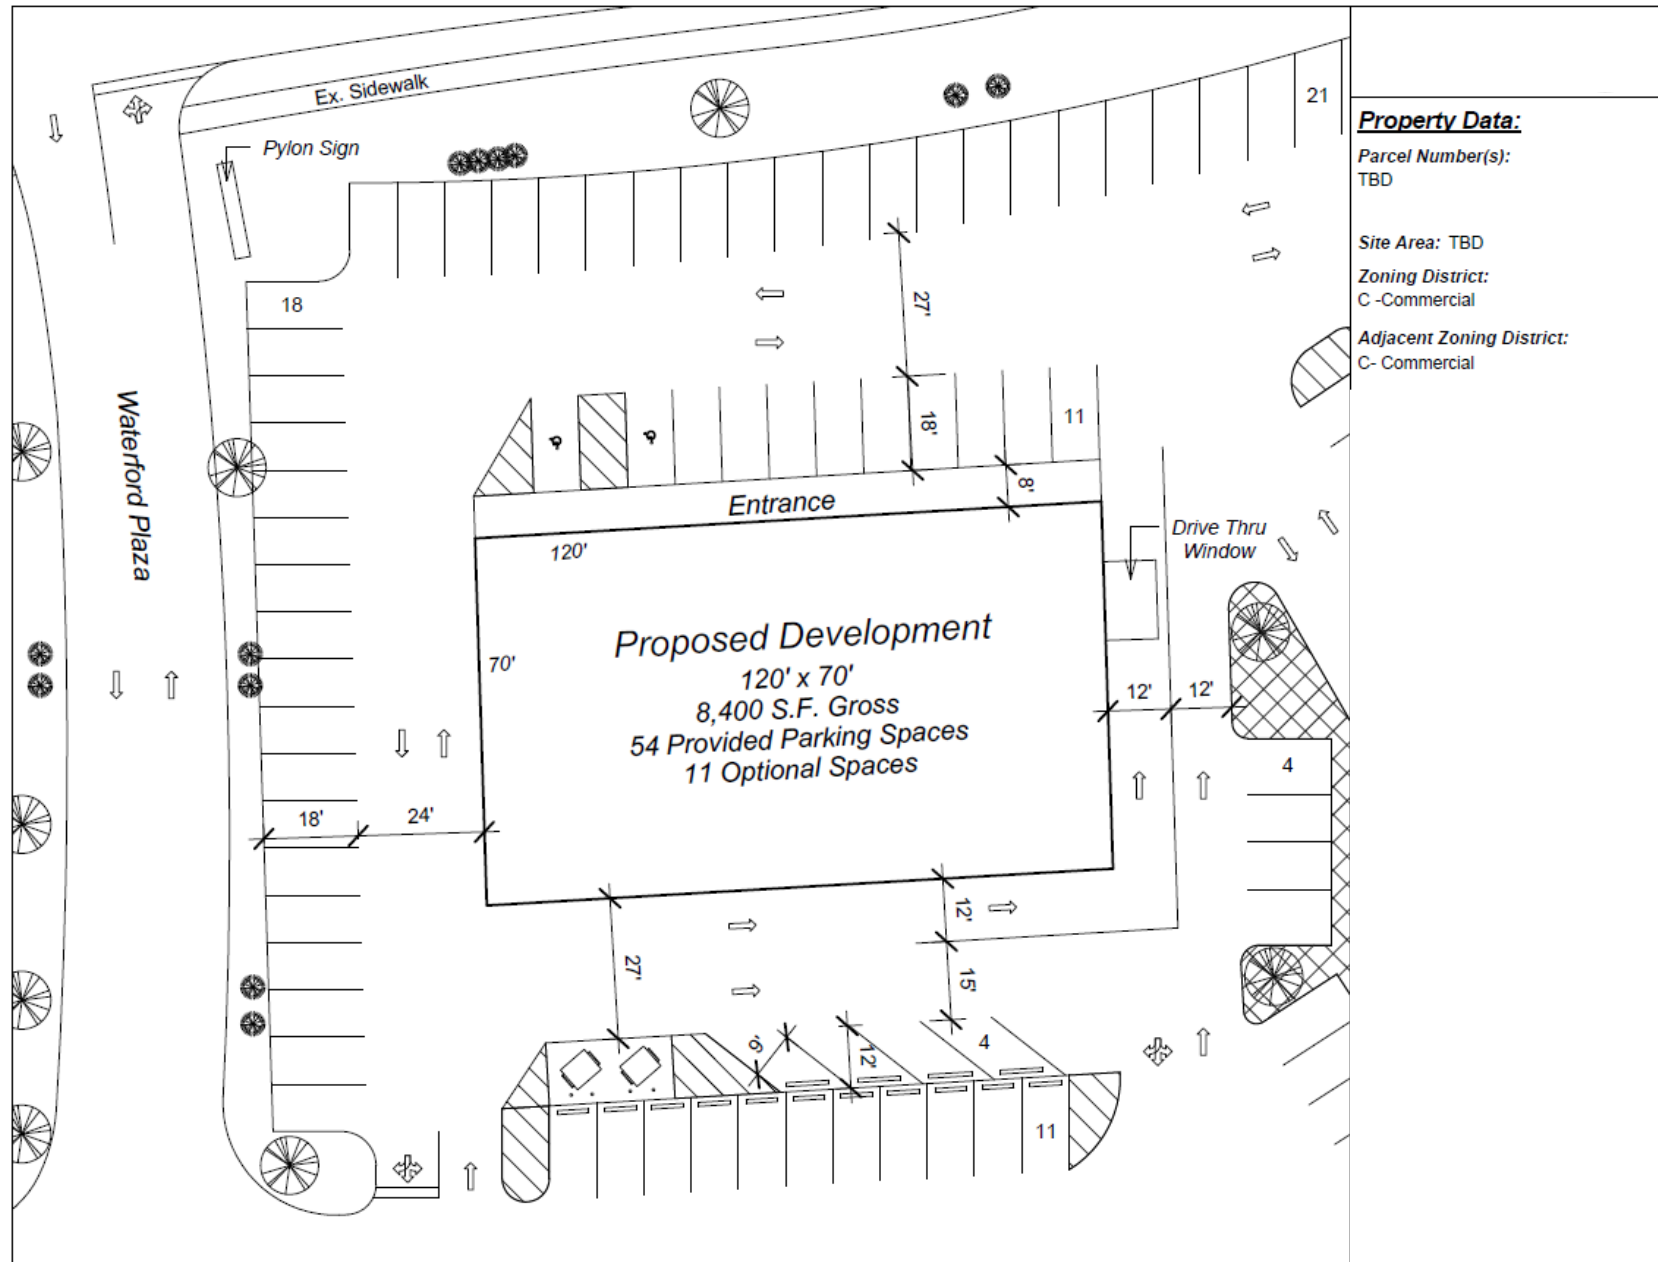 Ex. Sidewalk
21
Property Data:
Pylon Sign
Parcel Number(s):
TBD
Site Area: TBD
Zoning District:
C -Commercial
18
27'
Adjacent Zoning District:
C- Commercial
Waterford Plaza
18'
11
8'
Entrance
120'
Drive Thru
Window
70'
Proposed Development
120' x 70'
8,400 S.F. Gross
54 Provided Parking Spaces
11 Optional Spaces
12'
12'
4
18'
24'
12'
27'
15'
9'
12'
4
11